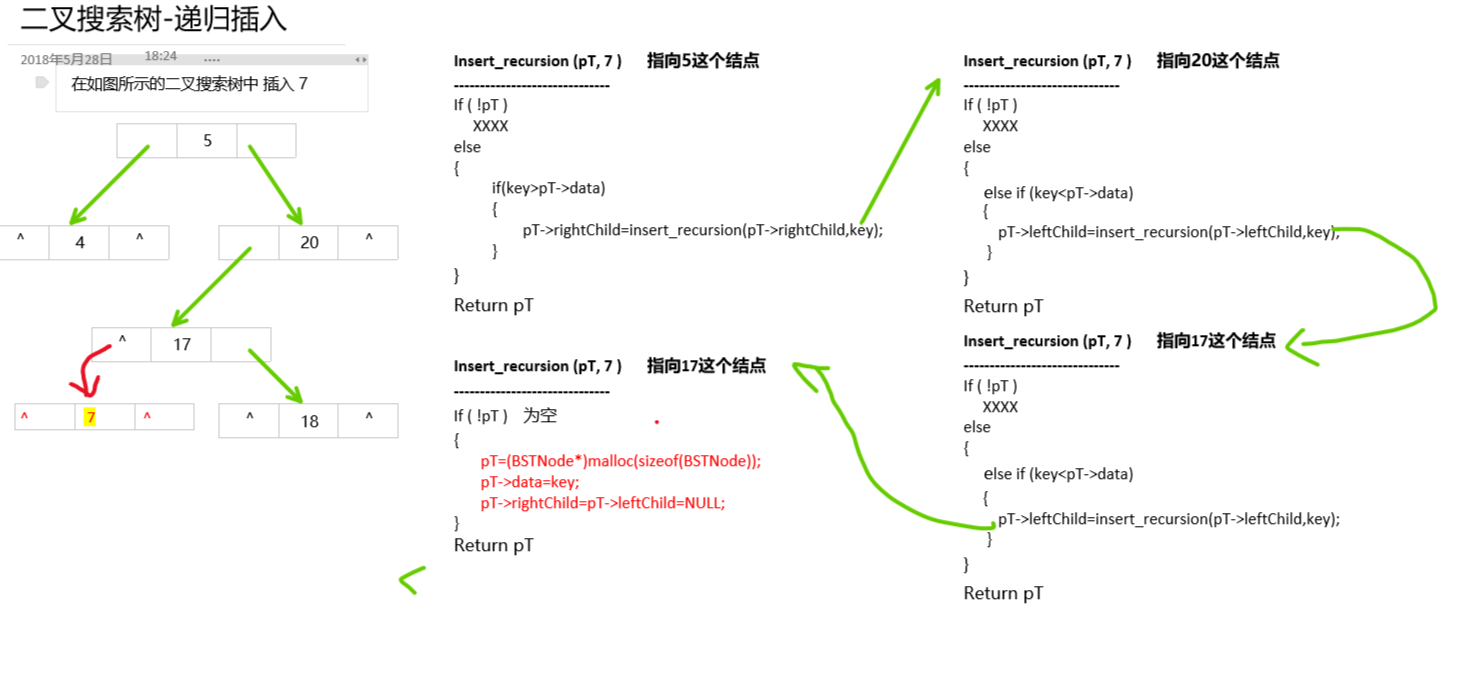 二叉搜索树-递归插入
2018年5月28日 18:24
在如图所示的二叉搜索树中 插入 7
5
^ 4 ^
20 ^
^ 17
^ 7 ^
^ 18 ^
Insert_recursion (pT, 7 ) 指向5这个结点
------------------------------
If ( !pT )
XXXX
else
{
if(key>pT->data)
{
pT->rightChild=insert_recursion(pT->rightChild,key);
}
}
Return pT
Insert_recursion (pT, 7 ) 指向20这个结点
------------------------------
If ( !pT )
XXXX
else
{
else if (key<pT->data)
{
pT->leftChild=insert_recursion(pT->leftChild,key);
}
}
Return pT
Insert_recursion (pT, 7 ) 指向17这个结点
------------------------------
If ( !pT )
XXXX
else
{
else if (key<pT->data)
{
pT->leftChild=insert_recursion(pT->leftChild,key);
}
}
Return pT
Insert_recursion (pT, 7 ) 指向17这个结点
------------------------------
If ( !pT ) 为空
{
pT=(BSTNode*)malloc(sizeof(BSTNode));
pT->data=key;
pT->rightChild=pT->leftChild=NULL;
}
Return pT